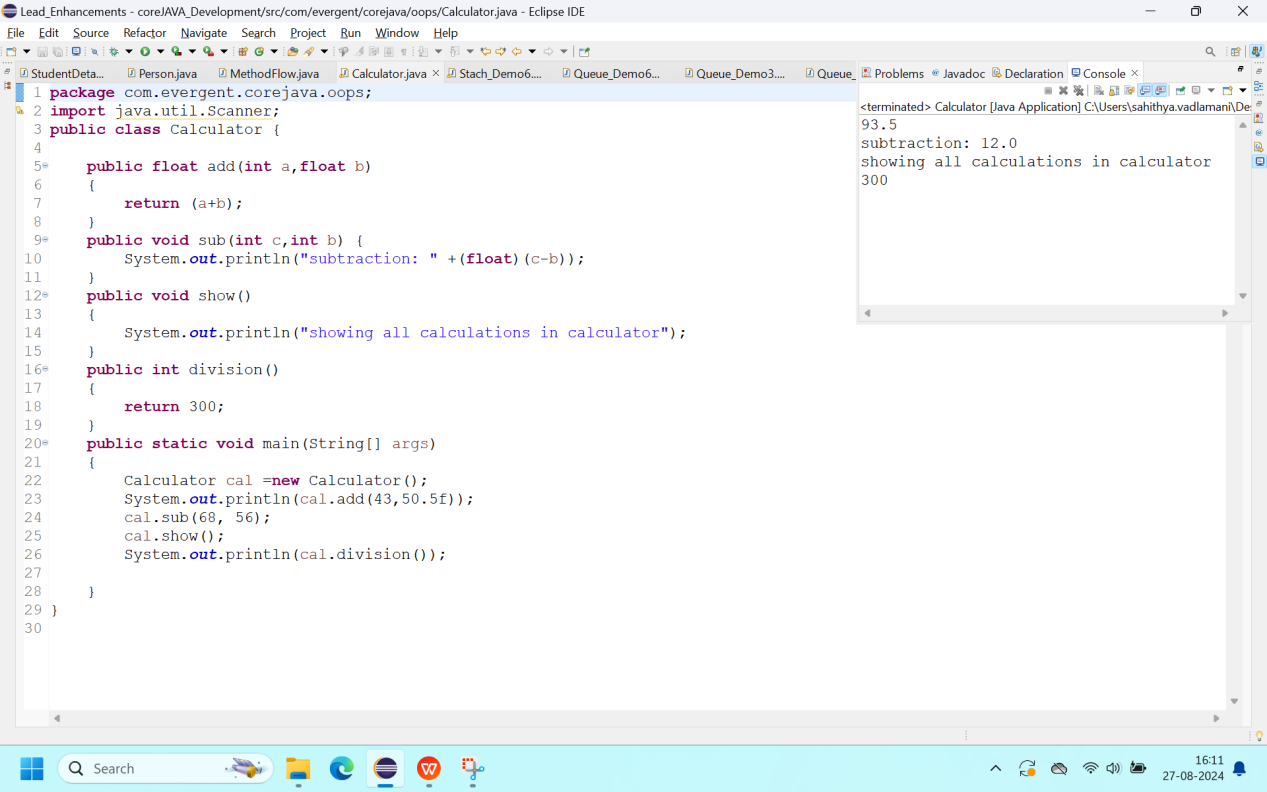 Lead_Enhancements - coreJAVA_Development/src/com/evergent/corejava/oops/Calculator.java - Eclipse IDE
File Edit Source Refactor Navigate Search Project Run Window Help
StudentDeta... Person.java MethodFlow.java Calculator.java Stach_Demo6.... Queue_Demo6... Queue_Demo3.... Queue_
Problems Javadoc Declaration Console
1 package com.evergent.corejava.oops;
2 import java.util.Scanner;
3 public class Calculator {
4
5 public float add(int a,float b)
6 {
7 return (a+b);
8 }
9 public void sub(int c,int b) {
10 System.out.println("subtraction: " +(float)(c-b));
11 }
12 public void show()
13 {
14 System.out.println("showing all calculations in calculator");
15 }
16 public int division()
17 {
18 return 300;
19 }
20 public static void main(String[] args)
21 {
22 Calculator cal =new Calculator();
23 System.out.println(cal.add(43,50.5f));
24 cal.sub(68, 56);
25 cal.show();
26 System.out.println(cal.division());
27
28 }
29 }
30
<terminated> Calculator [Java Application] C:\Users\sahithya.vadlamani\De
93.5
subtraction: 12.0
showing all calculations in calculator
300
Search
16:11
27-08-2024